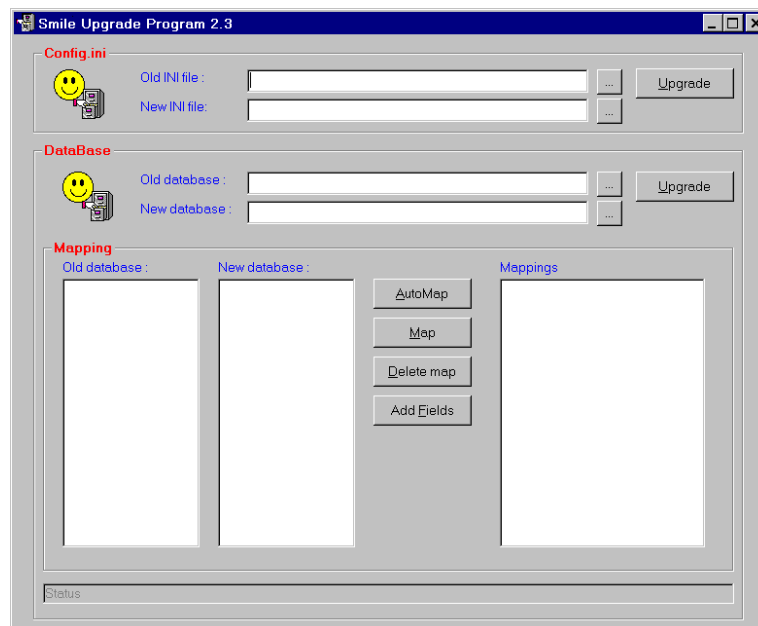 Smile Upgrade Program 2.3
Config.ini
Old INI file :
...
Upgrade
New INI file:
...
DataBase
Old database :
...
Upgrade
New database :
...
Mapping
Old database :
New database :
Mappings
AutoMap
Map
Delete map
Add Fields
Status